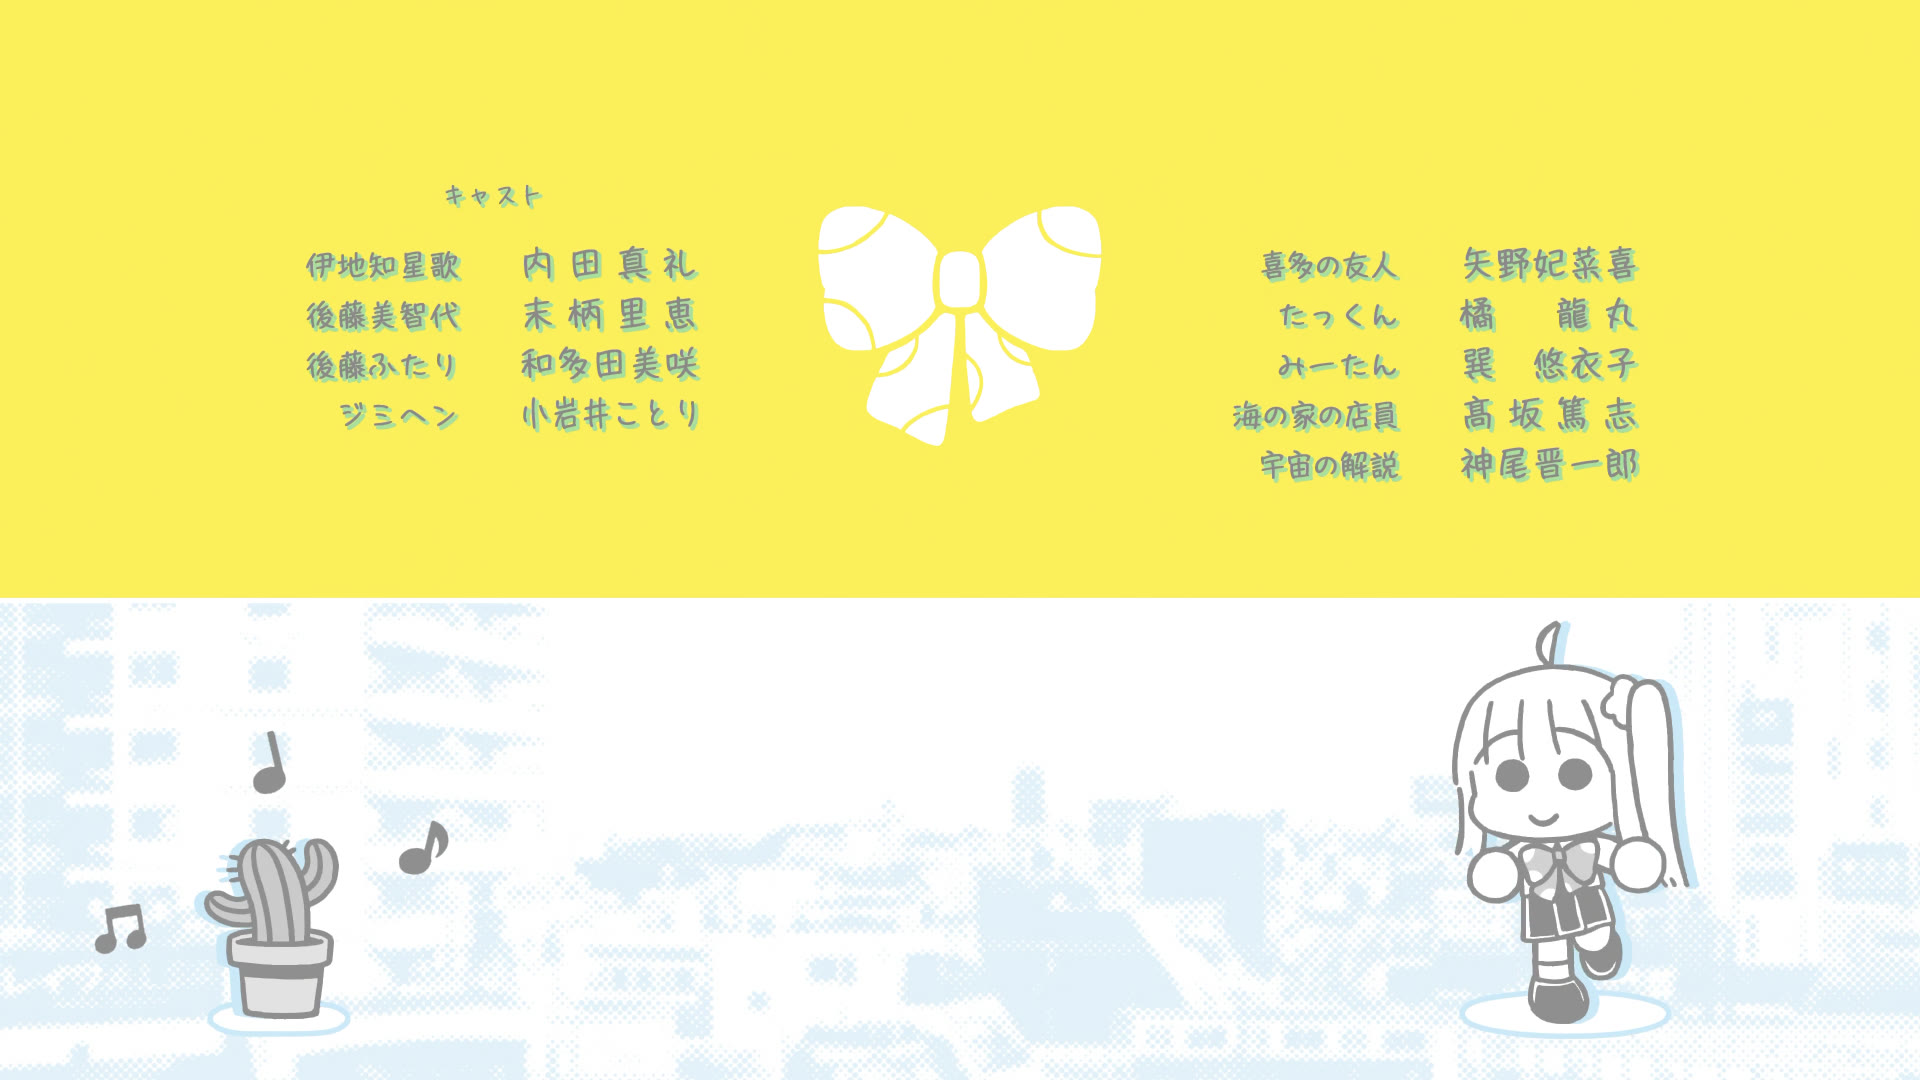 キャスト
伊地知星歌 内田真礼
後藤美智代 末柄里恵
後藤ふたり 和多田美咲
ジミヘン 小岩井ことり
喜多の友人 矢野妃菜喜
たっくん 橘 龍丸
みーたん 巽 悠衣子
海の家の店員 髙坂篤志
宇宙の解説 神尾晋一郎